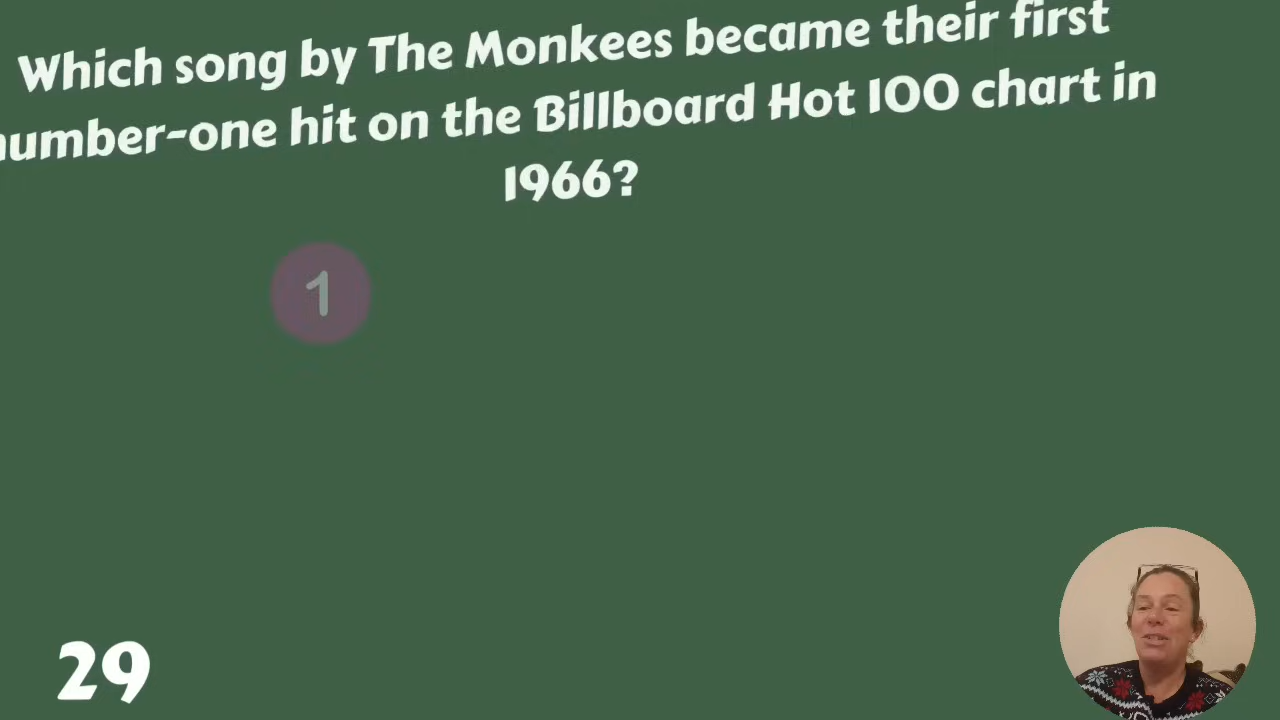 Which song by The Monkees became their first
number-one hit on the Billboard Hot 100 chart in
1966?
1
29